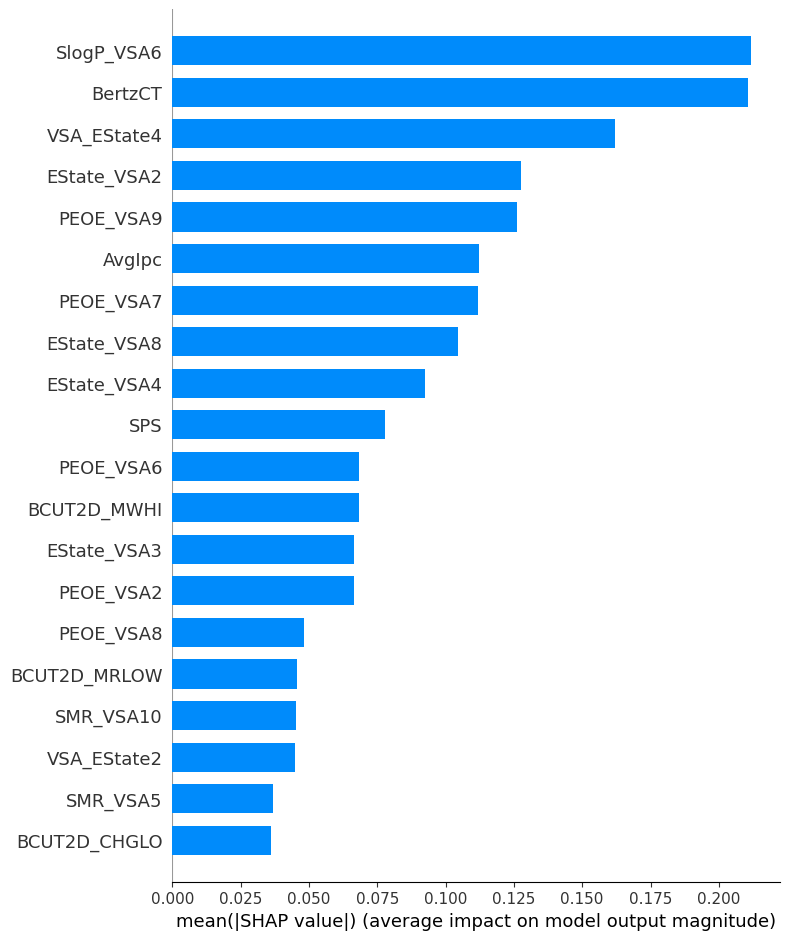 SlogP_VSA6
BertzCT
VSA_EState4
EState_VSA2
PEOE_VSA9
AvgIpc
PEOE_VSA7
EState_VSA8
EState_VSA4
SPS
PEOE_VSA6
BCUT2D_MWHI
EState_VSA3
PEOE_VSA2
PEOE_VSA8
BCUT2D_MRLOW
SMR_VSA10
VSA_EState2
SMR_VSA5
BCUT2D_CHGLO
0.000 0.025 0.050 0.075 0.100 0.125 0.150 0.175 0.200
mean(|SHAP value|) (average impact on model output magnitude)